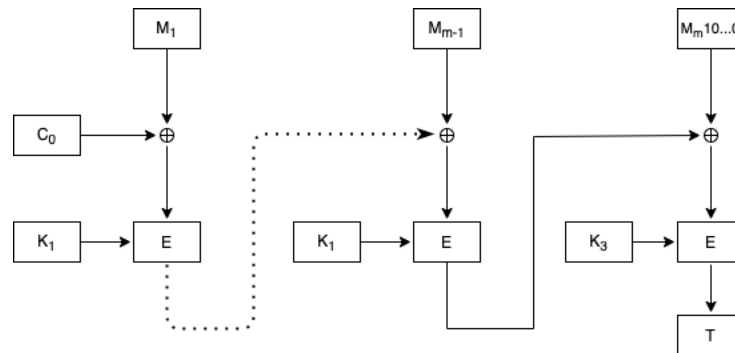 M₁
Mₘ₋₁
Mₘ10...0
C₀
⊕
⊕
⊕
K₁
E
K₁
E
K₃
E
T